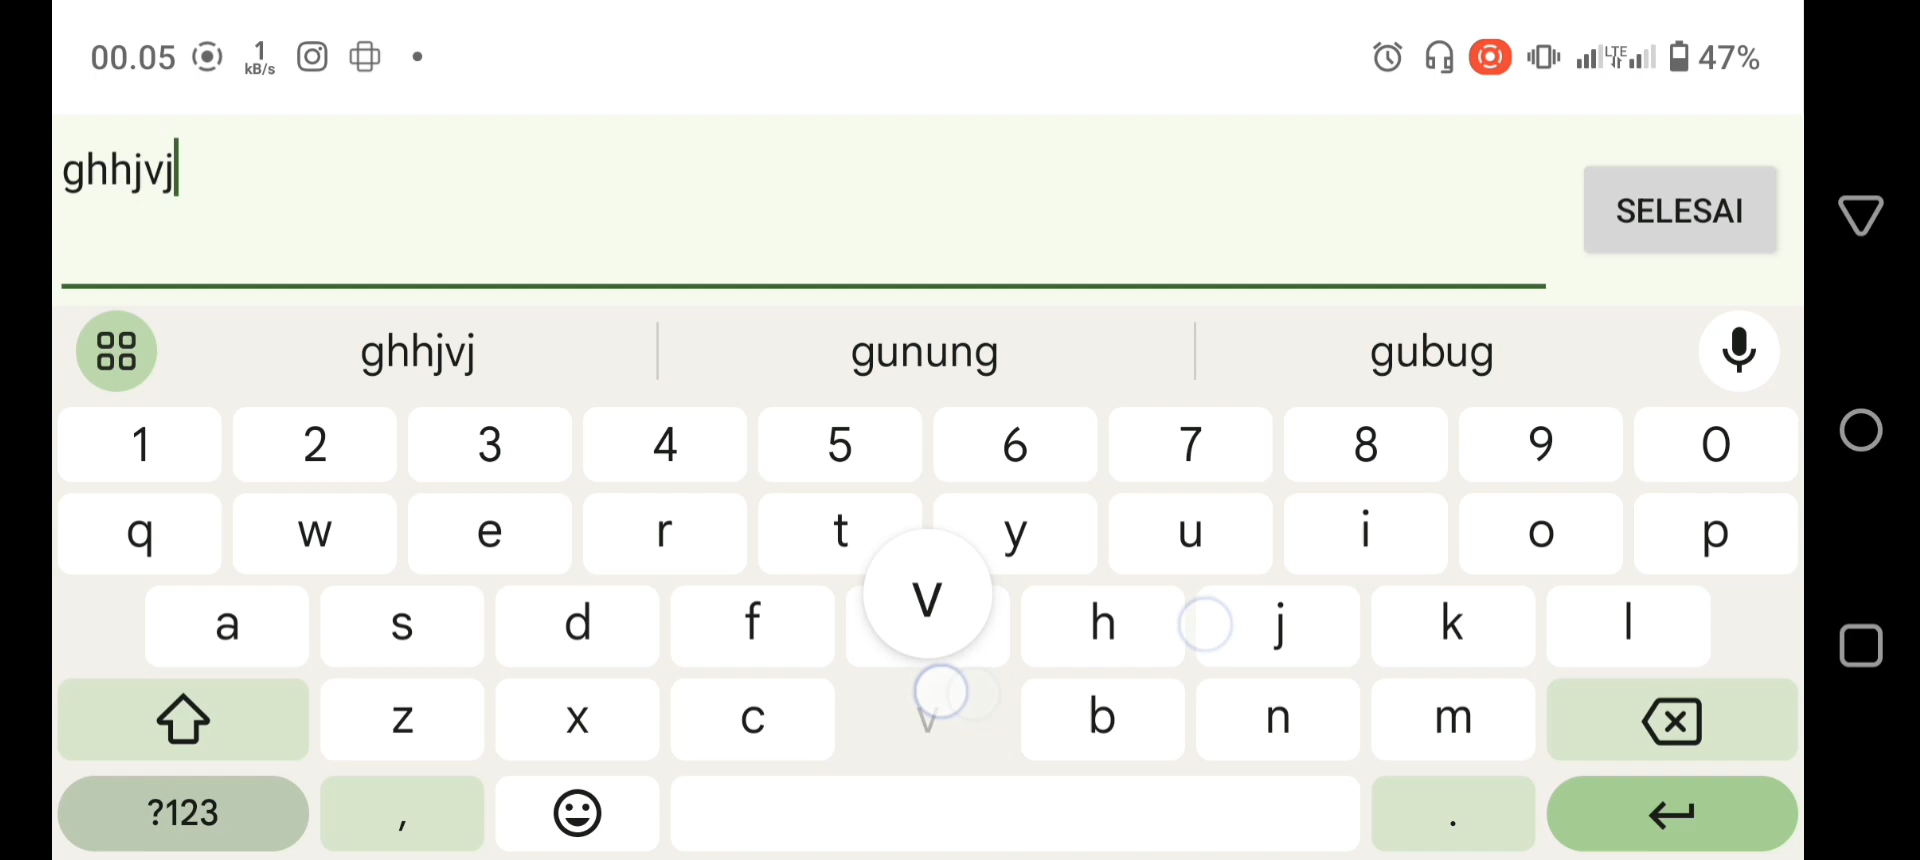 00.05 1 kB/s LTE 47%
ghhjvj
SELESAI
ghhjvj gunung gubug
1 2 3 4 5 6 7 8 9 0
q w e r t y u i o p
v
a s d f h j k l
z x c v b n m
?123 , .